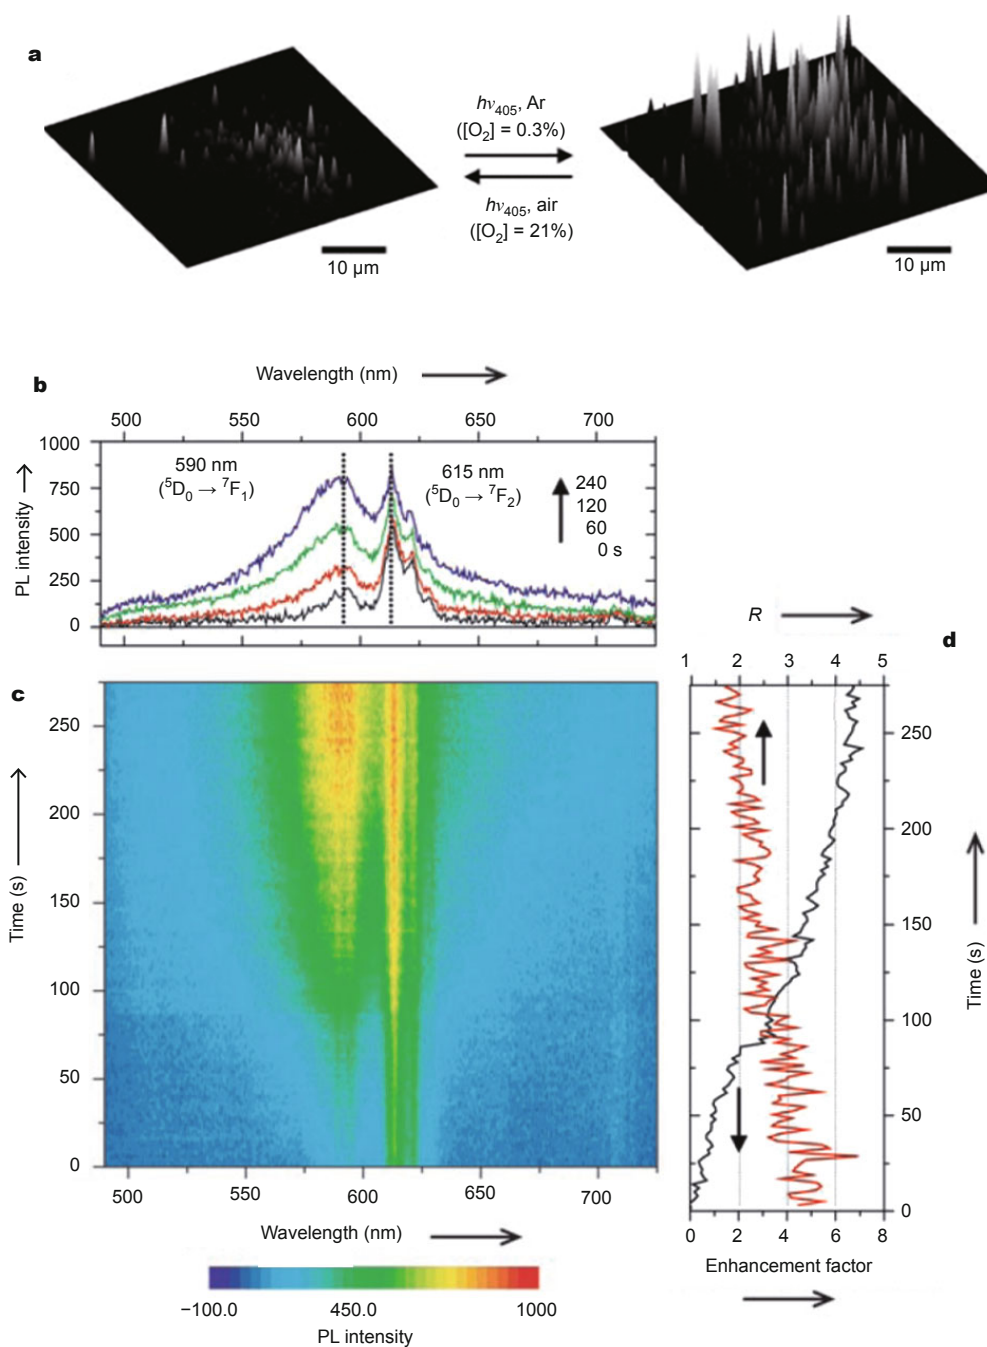 a
hν405, Ar
([O2] = 0.3%)
hν405, air
([O2] = 21%)
10 µm
10 µm
b
Wavelength (nm)
500 550 600 650 700
PL intensity
1000
750
500
250
0
590 nm
(5D0 → 7F1)
615 nm
(5D0 → 7F2)
240
120
60
0 s
c
Time (s)
250
200
150
100
50
0
500 550 600 650 700
Wavelength (nm)
−100.0 450.0 1000
PL intensity
R
d
1 2 3 4 5
250
200
150
100
50
0
Time (s)
0 2 4 6 8
Enhancement factor